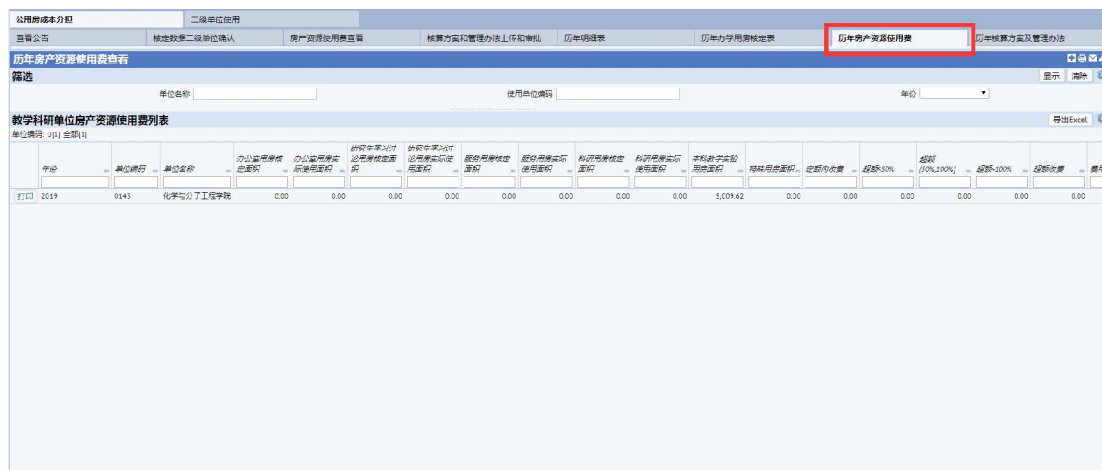 公用房成本分担 二级单位使用
查看公告 核定数据二级单位确认 房产资源使用费查看 核算方案和管理办法上传和审批 历年明细表 历年办学用房核定表 历年房产资源使用费 历年核算方案及管理办法
历年房产资源使用费查看
筛选 显示 清除
单位名称 使用单位编码 年份
教学科研单位房产资源使用费列表 导出Excel
单位编码: 0[1] 全部[1]
年份 单位编码 单位名称 办公室用房核定面积 办公室用房实际使用面积 研究生学习讨论用房核定面积 研究生学习讨论用房实际使用面积 服务用房核定面积 服务用房实际使用面积 科研用房核定面积 科研用房实际使用面积 本科教学实验用房面积 特殊用房面积 定额内收费 超额<50% 超额(50%,100%] 超额>100% 超额收费
打印 2019 0143 化学与分子工程学院 0.00 0.00 0.00 0.00 0.00 0.00 0.00 0.00 5,009.62 0.00 0.00 0.00 0.00 0.00 0.00